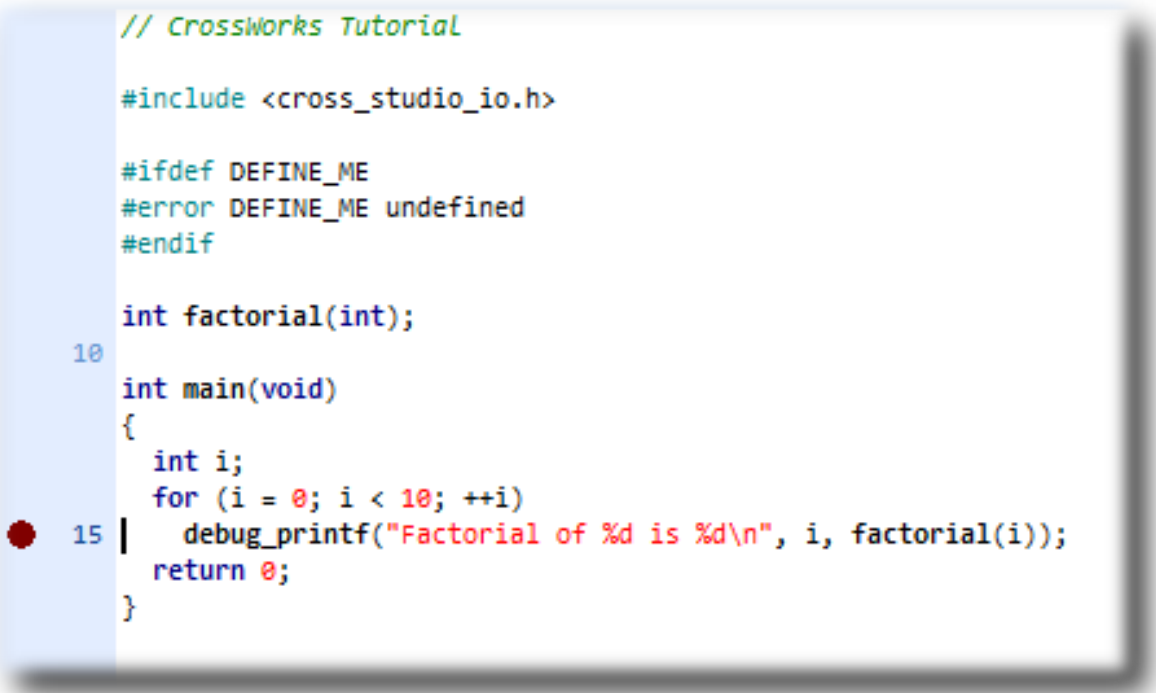 // CrossWorks Tutorial
#include <cross_studio_io.h>
#ifdef DEFINE_ME
#error DEFINE_ME undefined
#endif
int factorial(int);
10
int main(void)
{
int i;
for (i = 0; i < 10; ++i)
15 debug_printf("Factorial of %d is %d\n", i, factorial(i));
return 0;
}